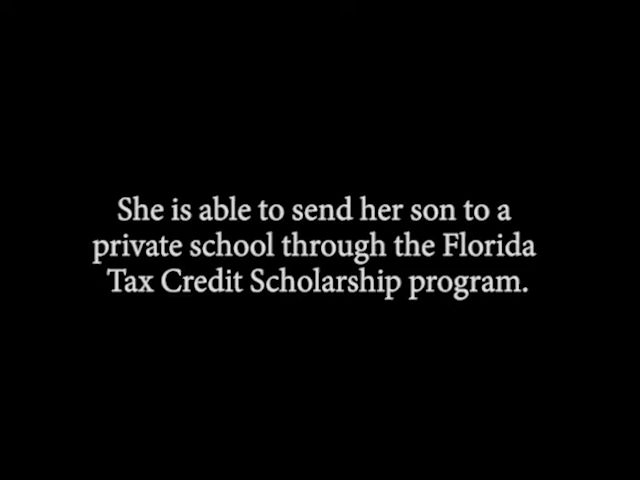 She is able to send her son to a
private school through the Florida
Tax Credit Scholarship program.